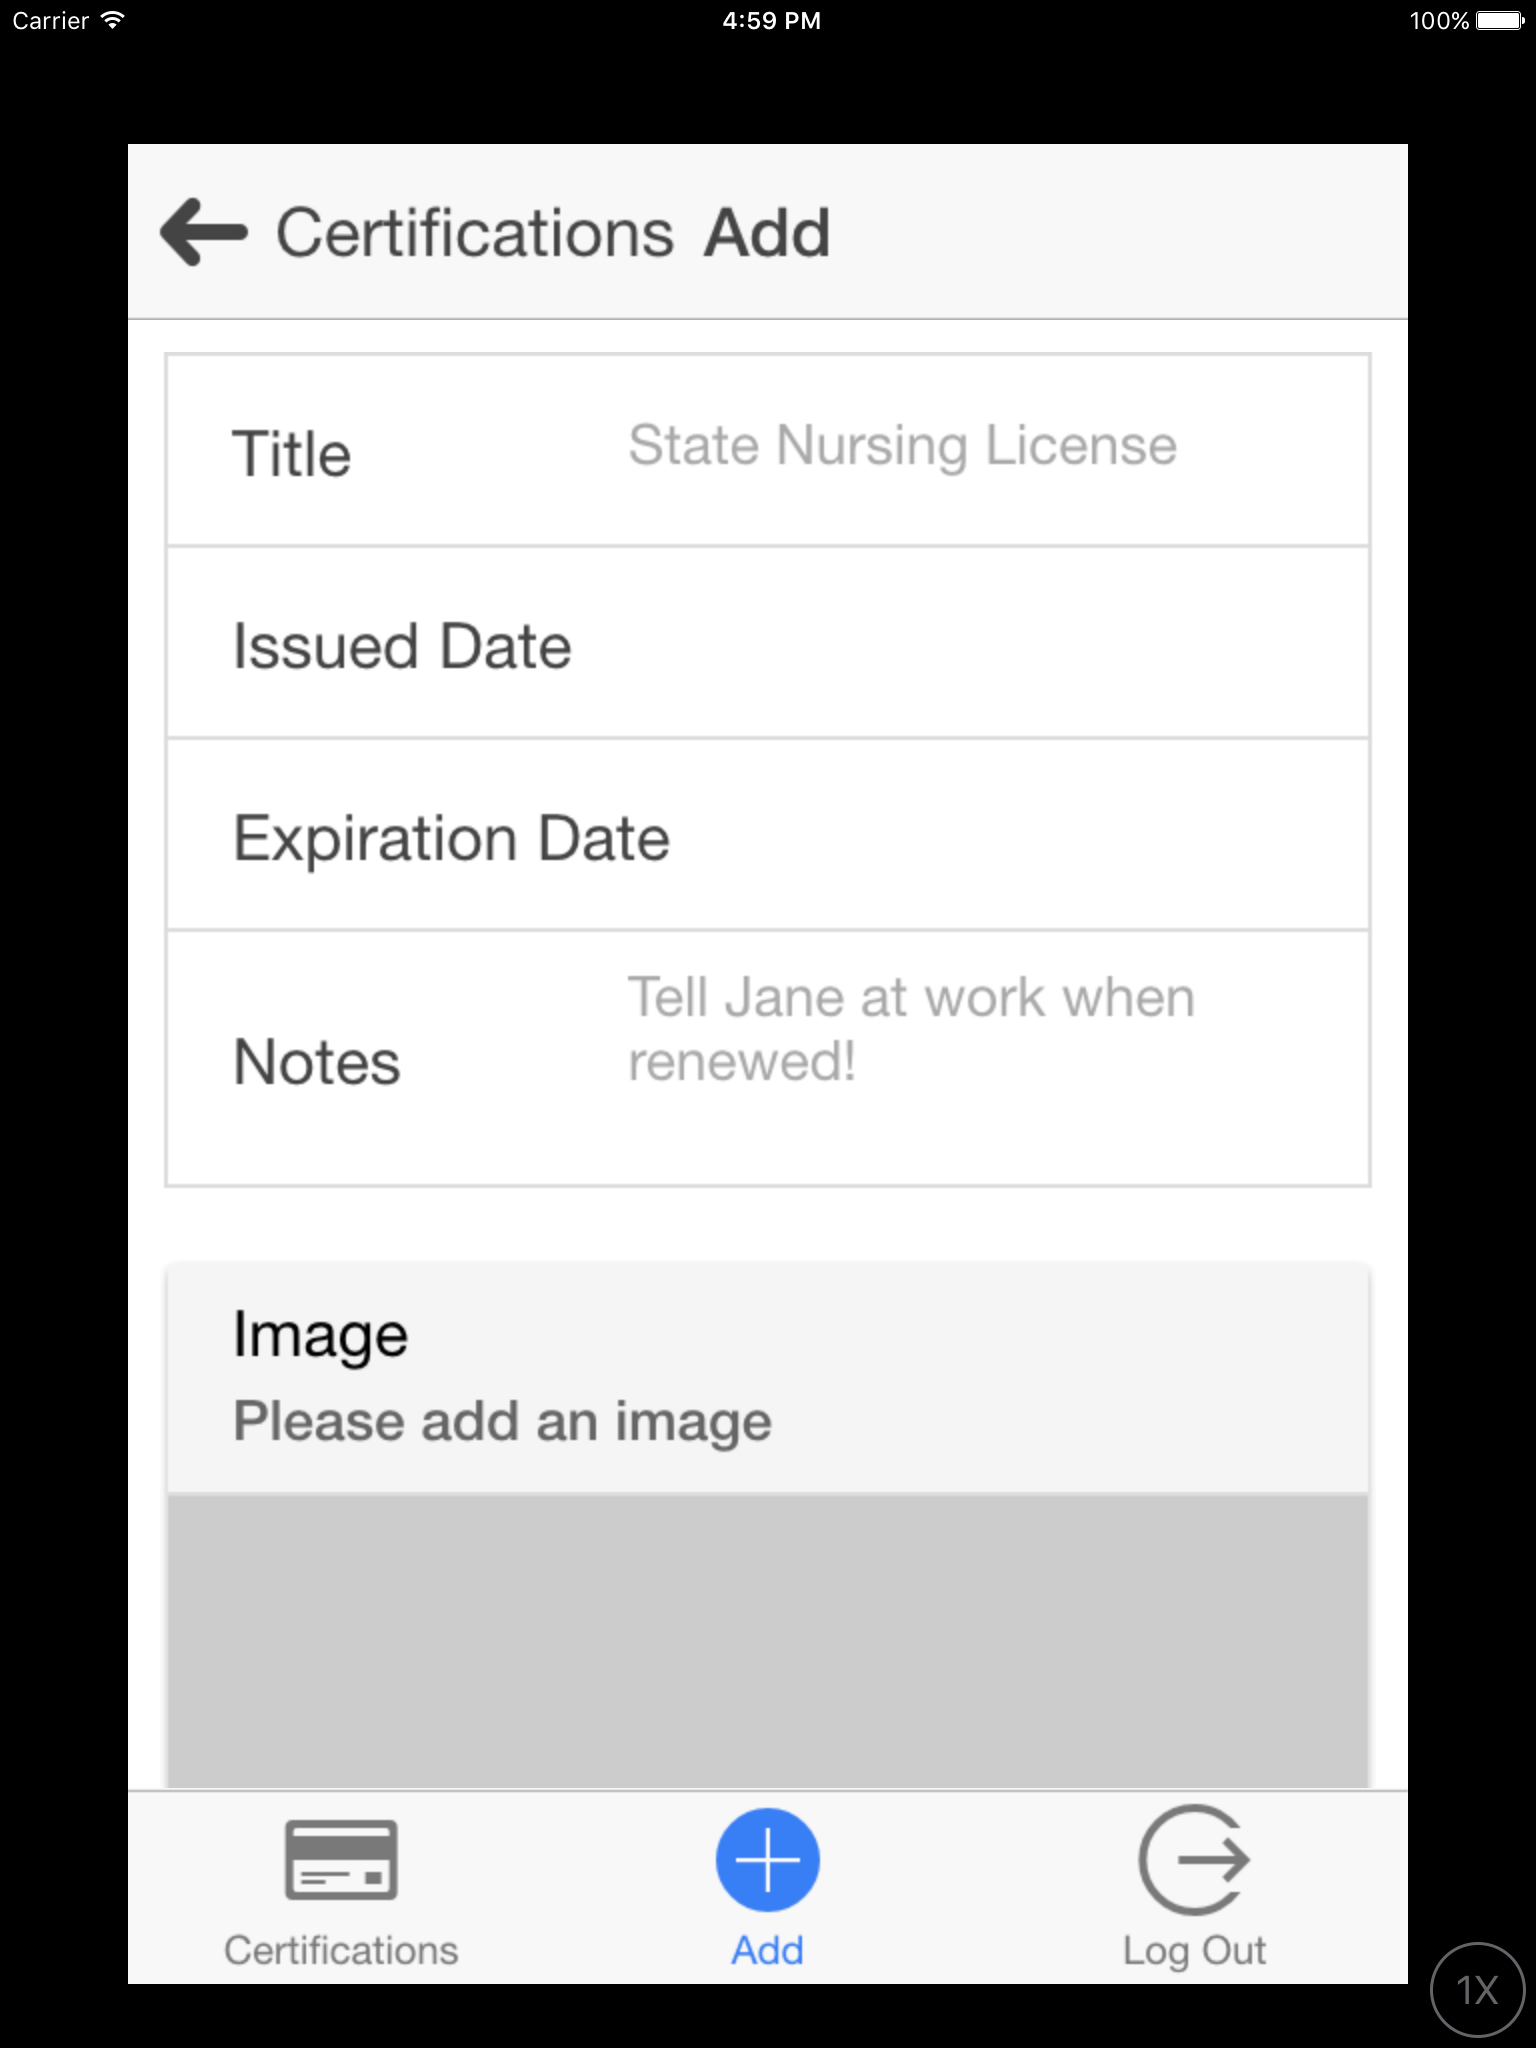 Carrier 4:59 PM 100%
Certifications Add
Title State Nursing License
Issued Date
Expiration Date
Notes Tell Jane at work when
renewed!
Image
Please add an image
Certifications Add Log Out
1X